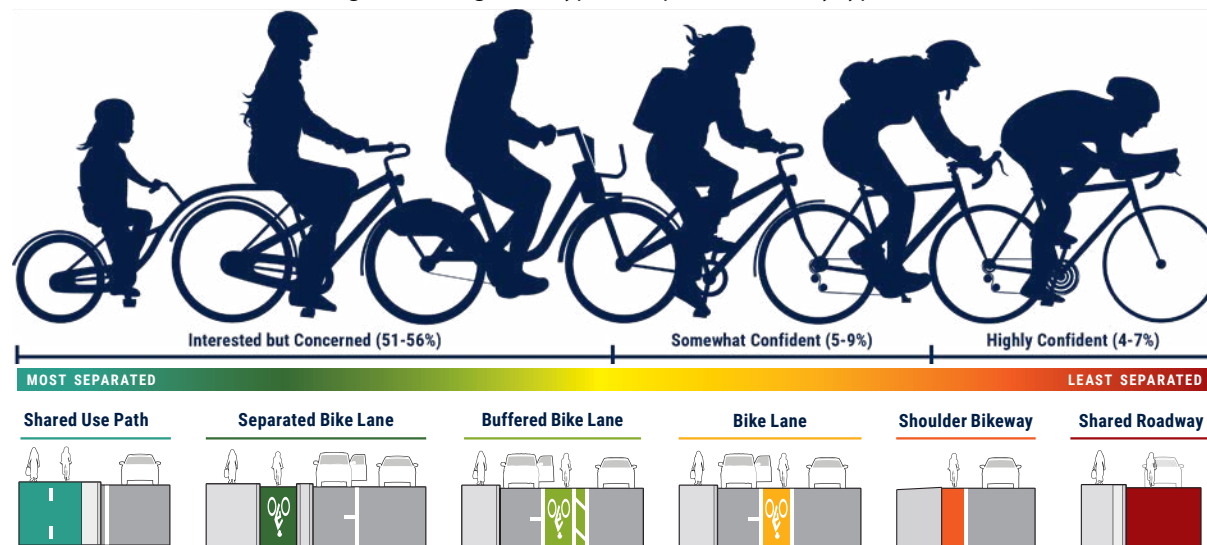 Interested but Concerned (51-56%)
Somewhat Confident (5-9%)
Highly Confident (4-7%)
MOST SEPARATED
LEAST SEPARATED
Shared Use Path
Separated Bike Lane
Buffered Bike Lane
Bike Lane
Shoulder Bikeway
Shared Roadway